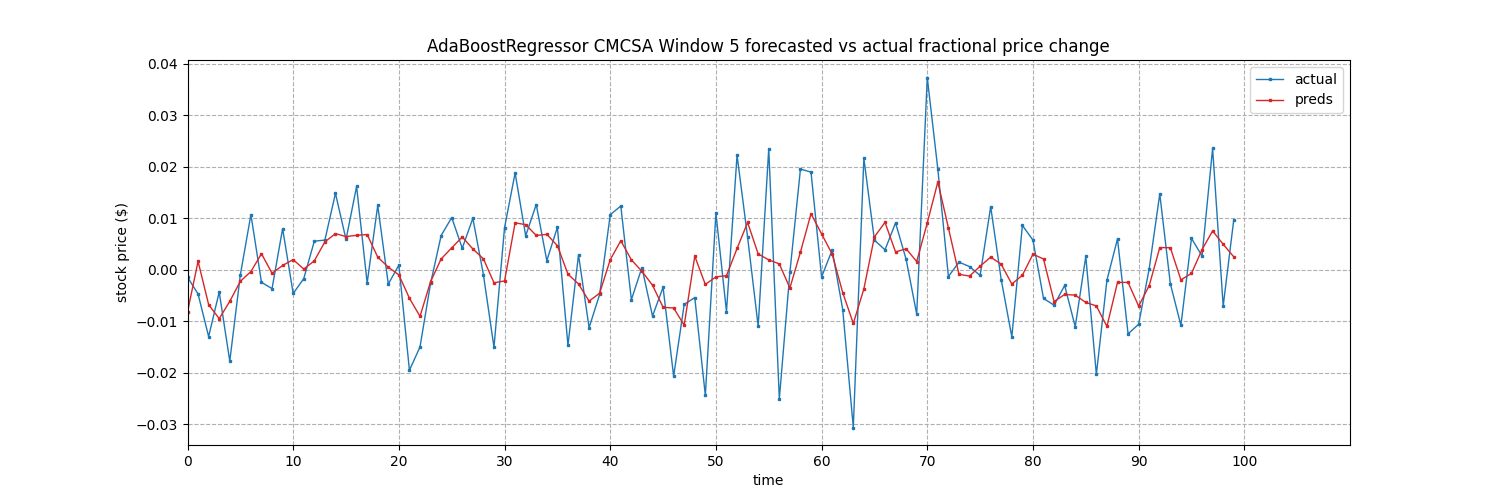 AdaBoostRegressor CMCSA Window 5 forecasted vs actual fractional price change
actual
preds
stock price ($)
0.04
0.03
0.02
0.01
0.00
−0.01
−0.02
−0.03
0 10 20 30 40 50 60 70 80 90 100
time